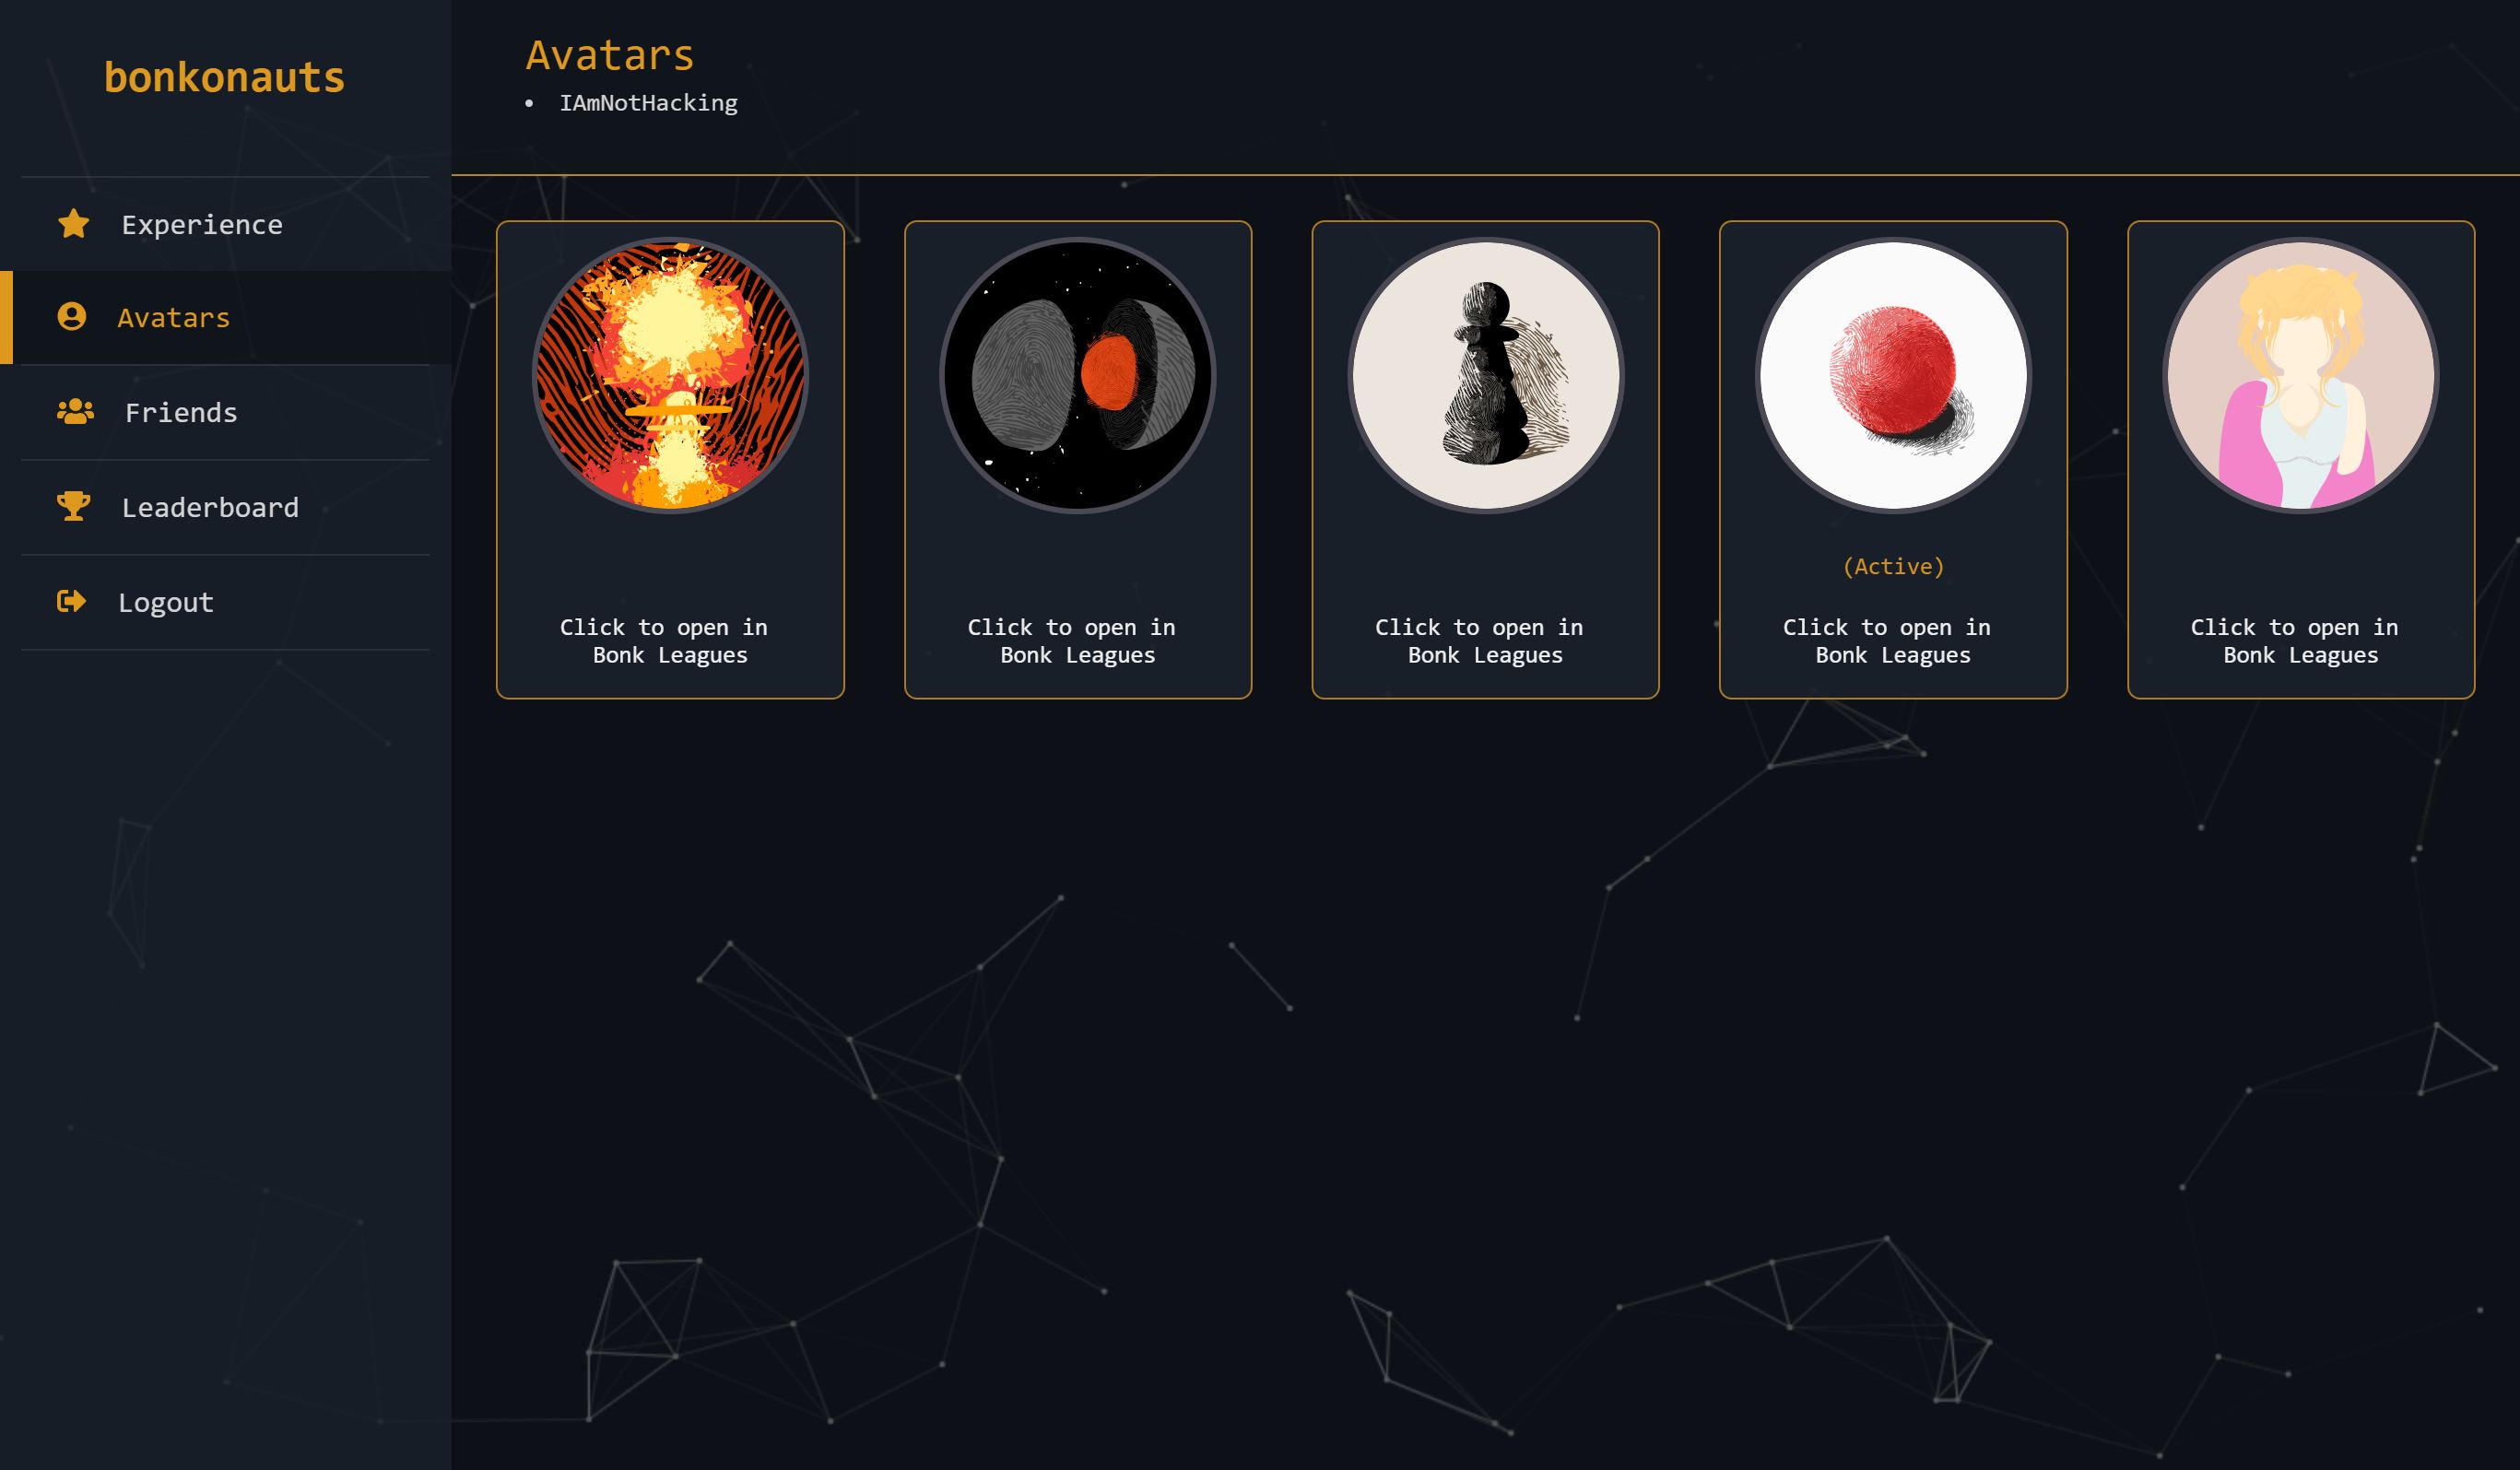 bonkonauts
Experience
Avatars
Friends
Leaderboard
Logout
Avatars
• IAmNotHacking
Click to open in
Bonk Leagues
Click to open in
Bonk Leagues
Click to open in
Bonk Leagues
(Active)
Click to open in
Bonk Leagues
Click to open in
Bonk Leagues